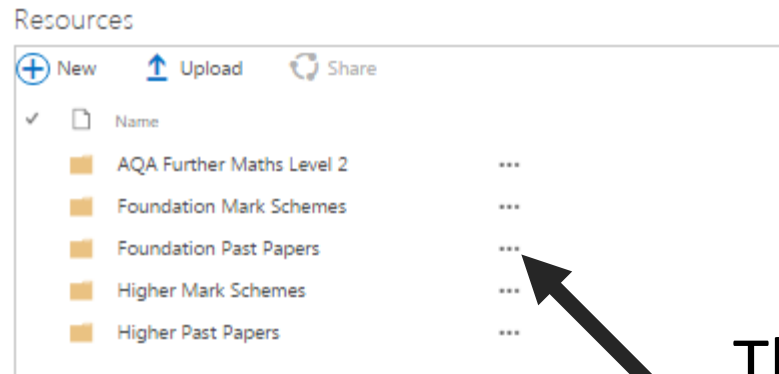 Resources
New Upload Share
Name
AQA Further Maths Level 2 ...
Foundation Mark Schemes ...
Foundation Past Papers ...
Higher Mark Schemes ...
Higher Past Papers ...